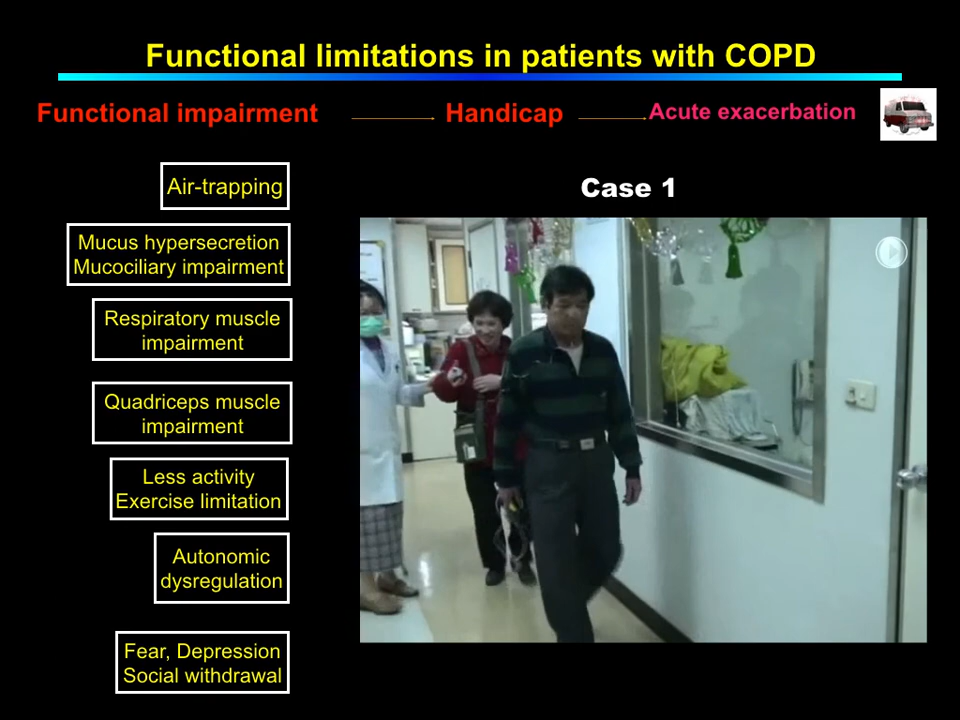 Functional limitations in patients with COPD
Functional impairment
Handicap
Acute exacerbation
Air-trapping
Mucus hypersecretion
Mucociliary impairment
Respiratory muscle
impairment
Quadriceps muscle
impairment
Less activity
Exercise limitation
Autonomic
dysregulation
Fear, Depression
Social withdrawal
Case 1